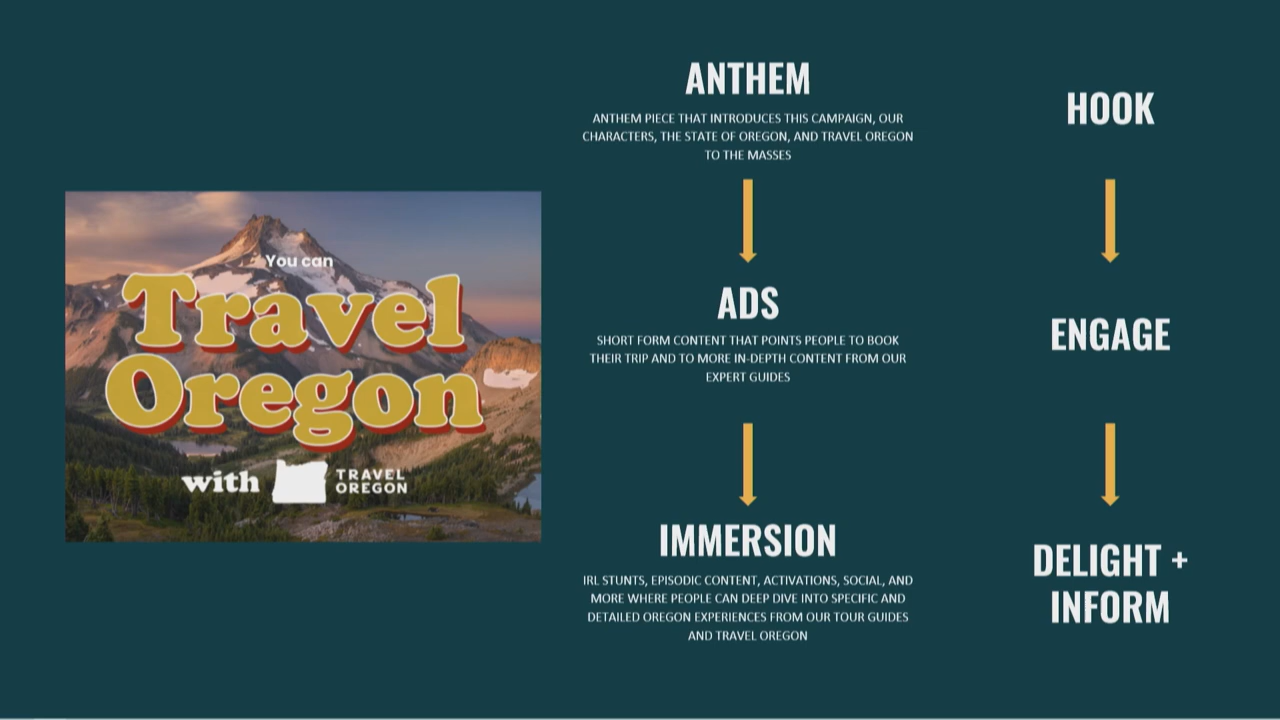 You can
Travel
Oregon
with
TRAVEL
OREGON
ANTHEM
ANTHEM PIECE THAT INTRODUCES THIS CAMPAIGN, OUR
CHARACTERS, THE STATE OF OREGON, AND TRAVEL OREGON
TO THE MASSES
ADS
SHORT FORM CONTENT THAT POINTS PEOPLE TO BOOK
THEIR TRIP AND TO MORE IN-DEPTH CONTENT FROM OUR
EXPERT GUIDES
IMMERSION
IRL STUNTS, EPISODIC CONTENT, ACTIVATIONS, SOCIAL, AND
MORE WHERE PEOPLE CAN DEEP DIVE INTO SPECIFIC AND
DETAILED OREGON EXPERIENCES FROM OUR TOUR GUIDES
AND TRAVEL OREGON
HOOK
ENGAGE
DELIGHT +
INFORM